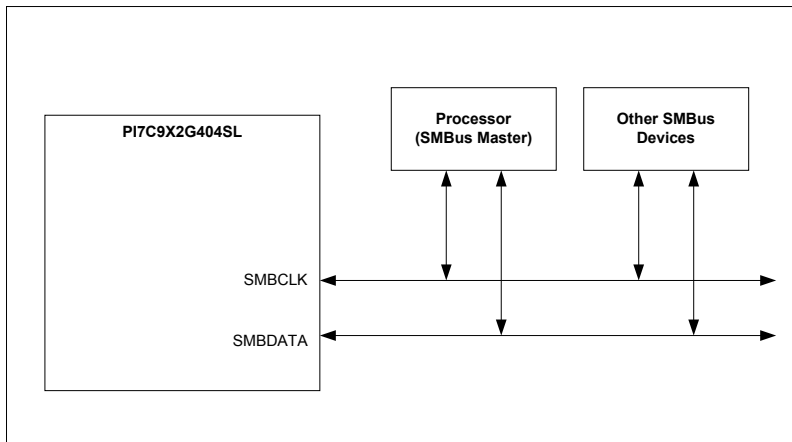 PI7C9X2G404SL
Processor
(SMBus Master)
Other SMBus
Devices
SMBCLK
SMBDATA